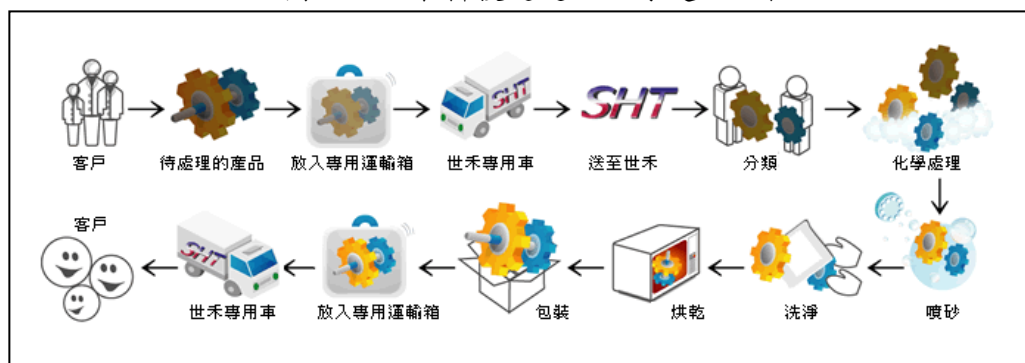 客戶
待處理的產品
放入專用運輸箱
SHT
世禾專用車
SHT
送至世禾
分類
化學處理
噴砂
洗淨
烘乾
包裝
放入專用運輸箱
SHT
世禾專用車
客戶